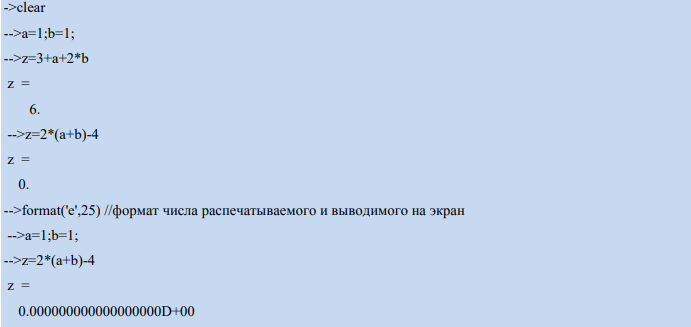 ->clear
-->a=1;b=1;
-->z=3+a+2*b
z =
6.
-->z=2*(a+b)-4
z =
0.
-->format('e',25) //формат числа распечатываемого и выводимого на экран
-->a=1;b=1;
-->z=2*(a+b)-4
z =
0.000000000000000000D+00